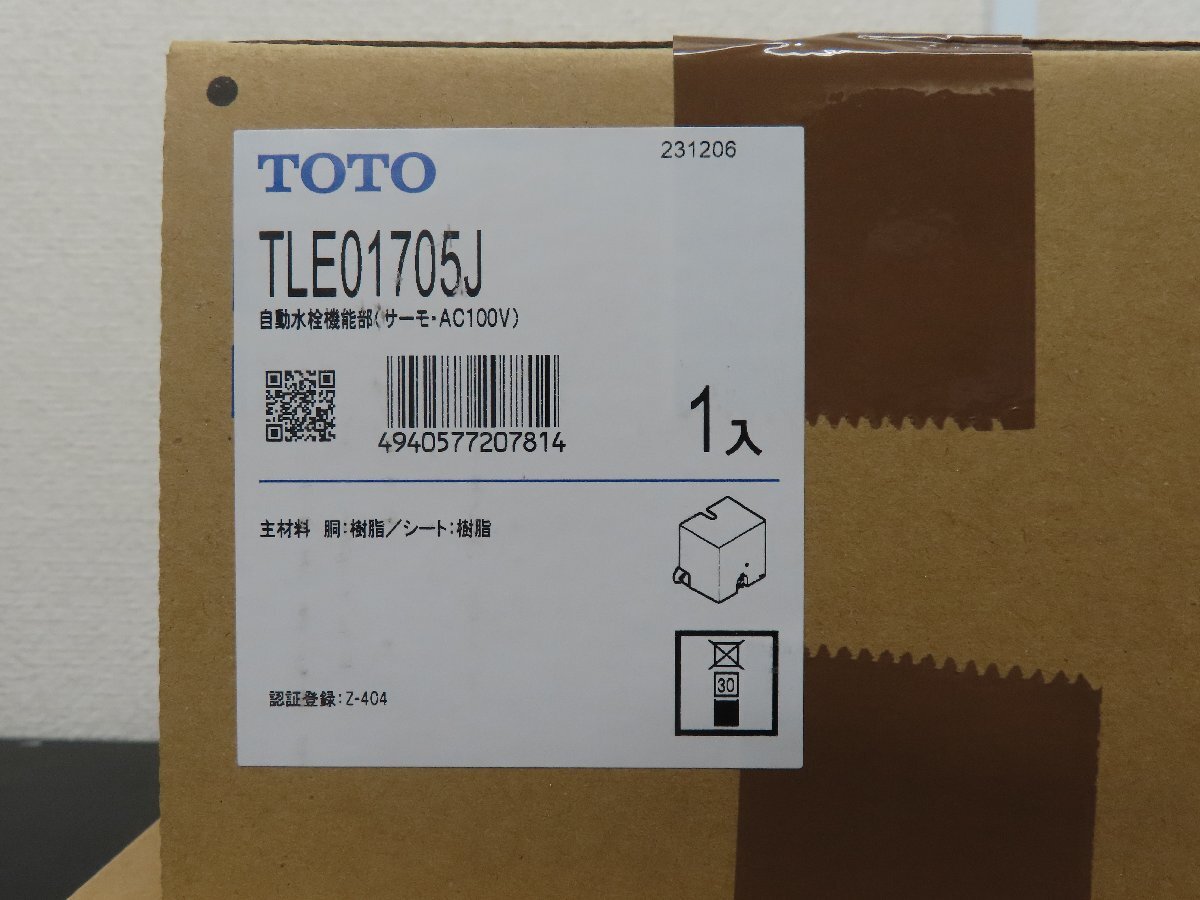 TOTO
231206
TLE01705J
自動水栓機能部(サーモ・AC100V)
4940577207814
1入
主材料 胴:樹脂/シート:樹脂
30
認証登録:Z-404